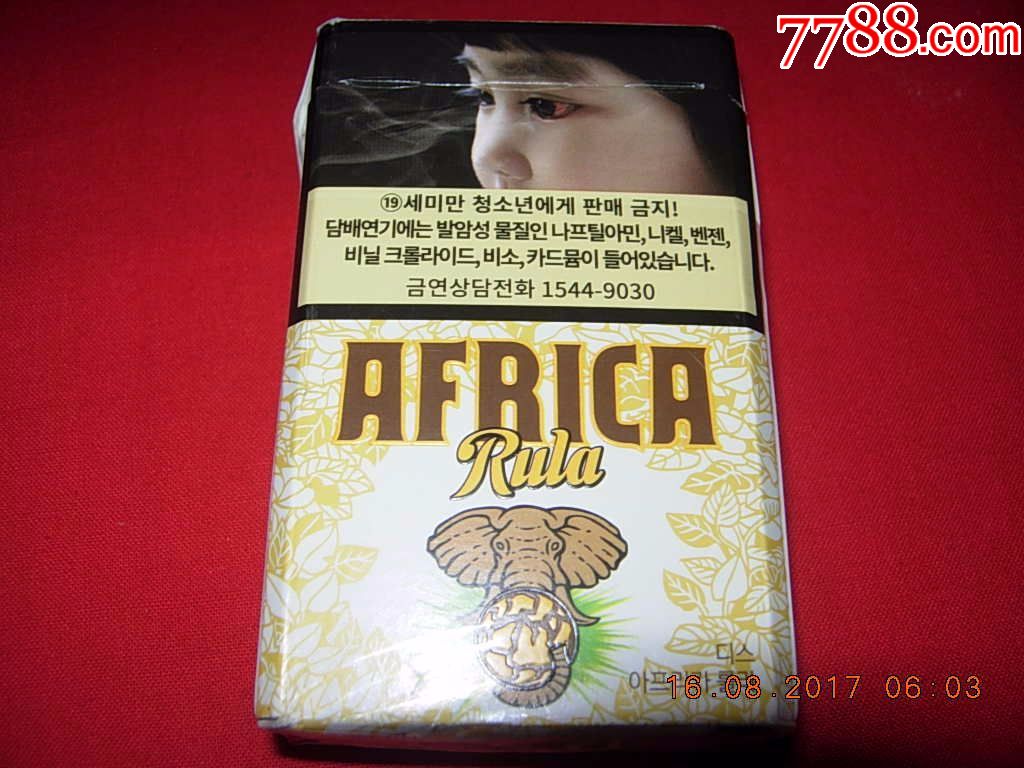 7788.com
⑲세미만 청소년에게 판매 금지!
담배연기에는 발암성 물질인 나프틸아민, 니켈, 벤젠,
비닐 크롤라이드, 비소, 카드뮴이 들어있습니다.
금연상담전화 1544-9030
AFRICA
Rula
디스
16.08.2017 06:03